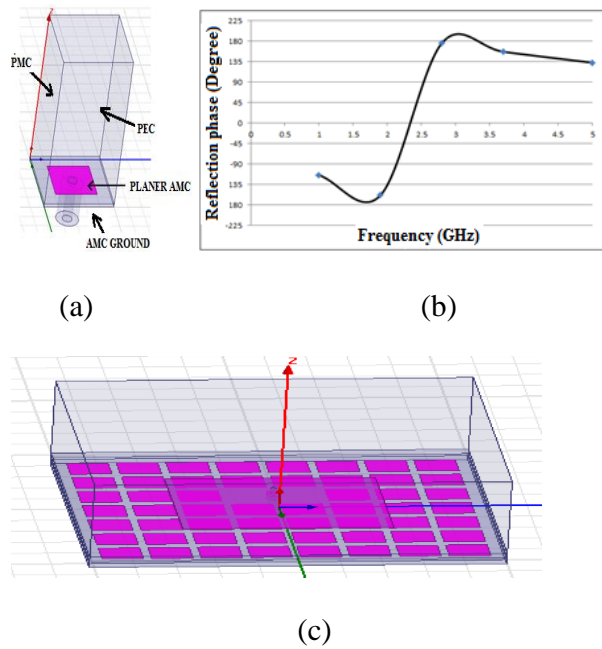 PMC
PEC
PLANER AMC
AMC GROUND
(a)
Reflection phase (Degree)
225
180
135
90
45
0
-45
-90
-135
-180
-225
0 0.5 1 1.5 2 2.5 3 3.5 4 4.5 5
Frequency (GHz)
(b)
Z
(c)